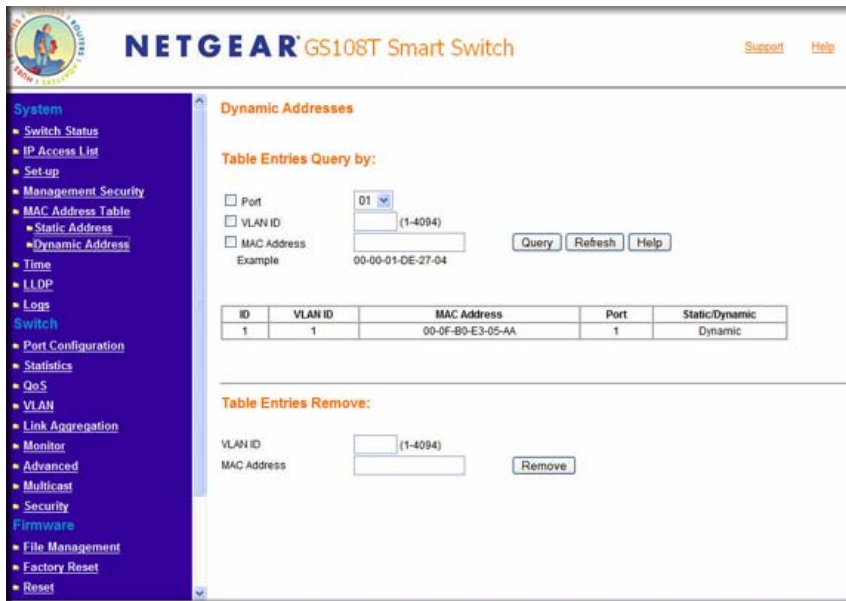 NETGEAR GS108T Smart Switch
Support Help
System
Switch Status
IP Access List
Set-up
Management Security
MAC Address Table
Static Address
Dynamic Address
Time
LLDP
Logs
Switch
Port Configuration
Statistics
QoS
VLAN
Link Aggregation
Monitor
Advanced
Multicast
Security
Firmware
File Management
Factory Reset
Reset
Dynamic Addresses
Table Entries Query by:
Port 01
VLAN ID (1-4094)
MAC Address Query Refresh Help
Example 00-00-01-DE-27-04
ID VLAN ID MAC Address Port Static/Dynamic
1 1 00-0F-B0-E3-05-AA 1 Dynamic
Table Entries Remove:
VLAN ID (1-4094)
MAC Address Remove